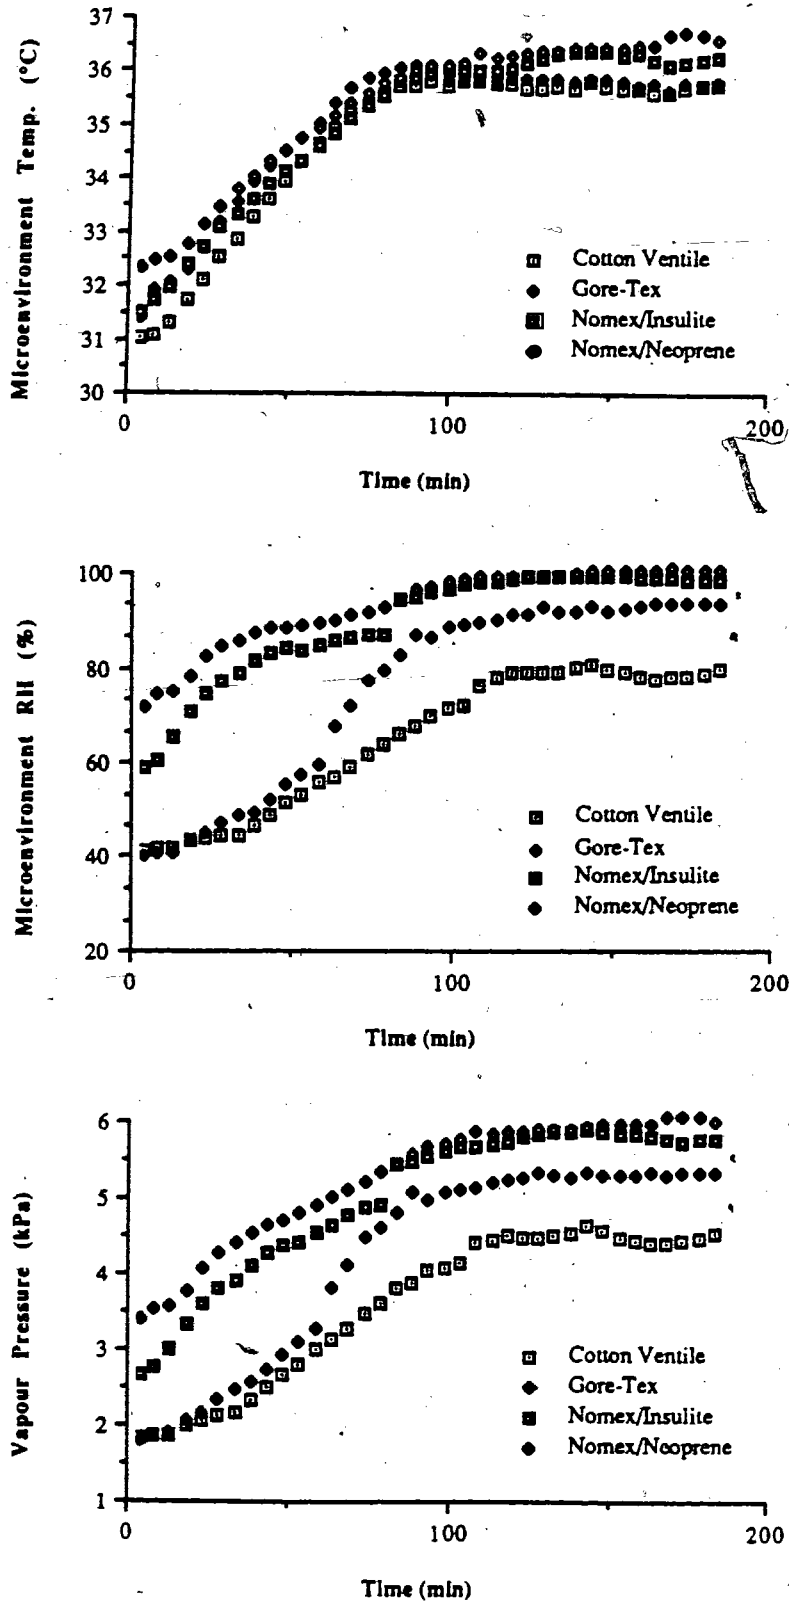 37
36
35
34
33
32
31
30
Microenvironment Temp. (°C)
Cotton Ventile
Gore-Tex
Nomex/Insulite
Nomex/Neoprene
0 100 200
Time (min)
100
80
60
40
20
Microenvironment RH (%)
Cotton Ventile
Gore-Tex
Nomex/Insulite
Nomex/Neoprene
0 100 200
Time (min)
6
5
4
3
2
1
Vapour Pressure (kPa)
Cotton Ventile
Gore-Tex
Nomex/Insulite
Nomex/Neoprene
0 100 200
Time (min)